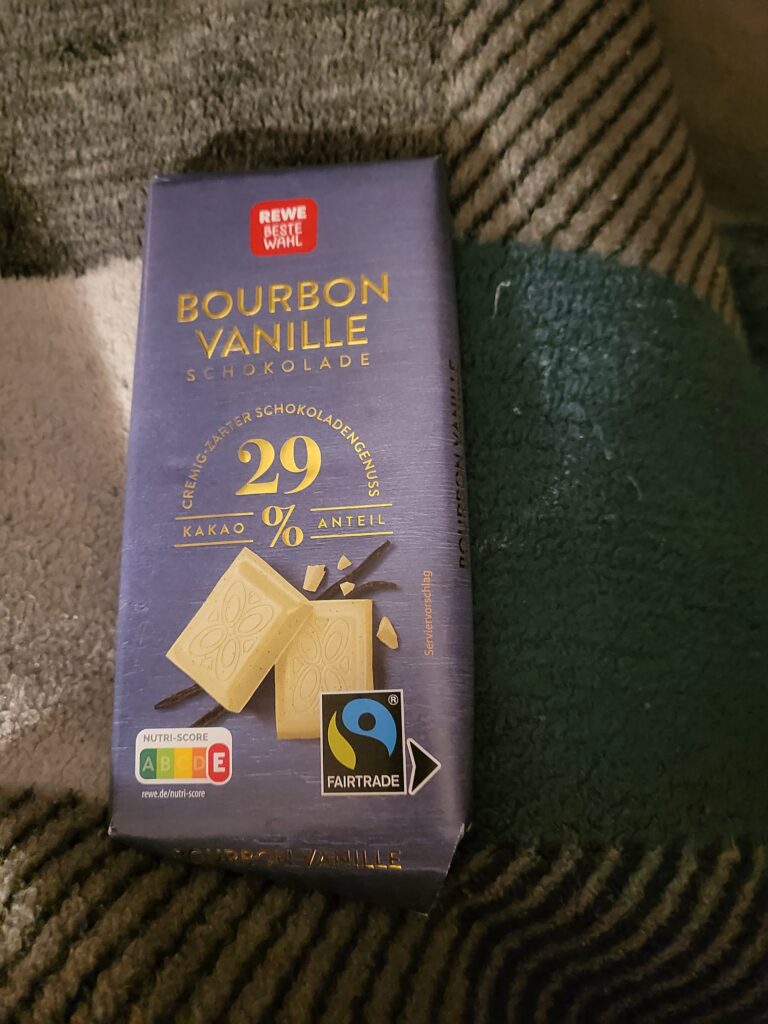 REWE
BESTE
WAHL
BOURBON
VANILLE
SCHOKOLADE
CREMIG-ZARTER SCHOKOLADENGENUSS
29
%
KAKAO ANTEIL
Serviervorschlag
BOURBON VANILLE
NUTRI-SCORE
A B C D E
rewe.de/nutri-score
®
FAIRTRADE
BOURBON VANILLE